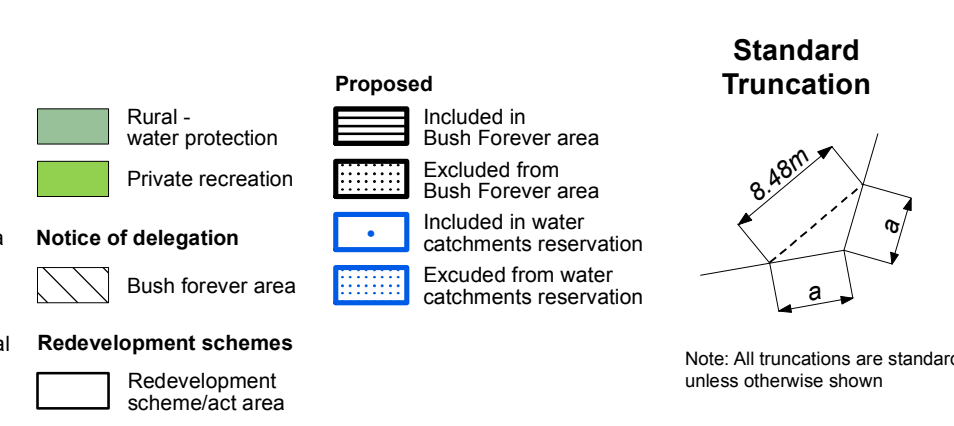 Rural -
water protection
Private recreation
a
Notice of delegation
Bush forever area
al
Redevelopment schemes
Redevelopment
scheme/act area
Proposed
Included in
Bush Forever area
Excluded from
Bush Forever area
Included in water
catchments reservation
Excuded from water
catchments reservation
Standard
Truncation
8.48m
a
a
Note: All truncations are standard
unless otherwise shown